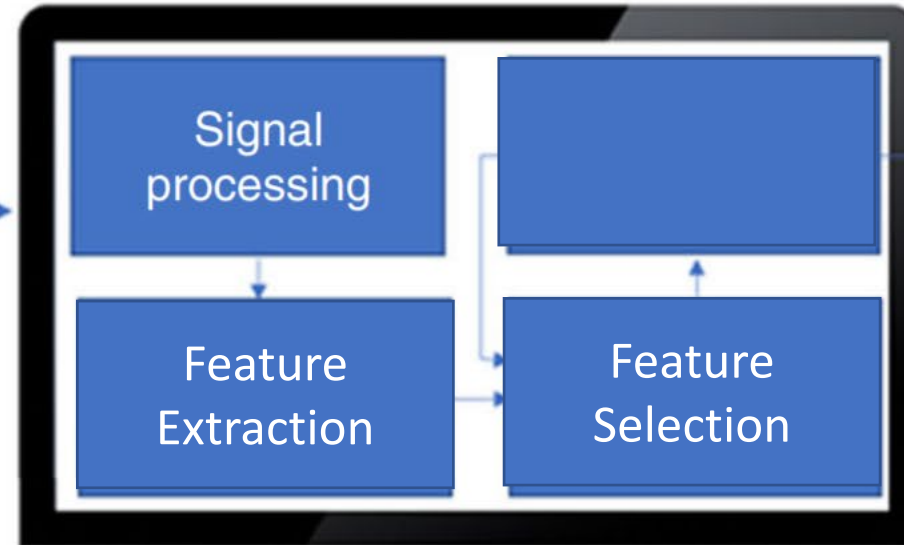 Signal
processing
Feature
Extraction
Feature
Selection